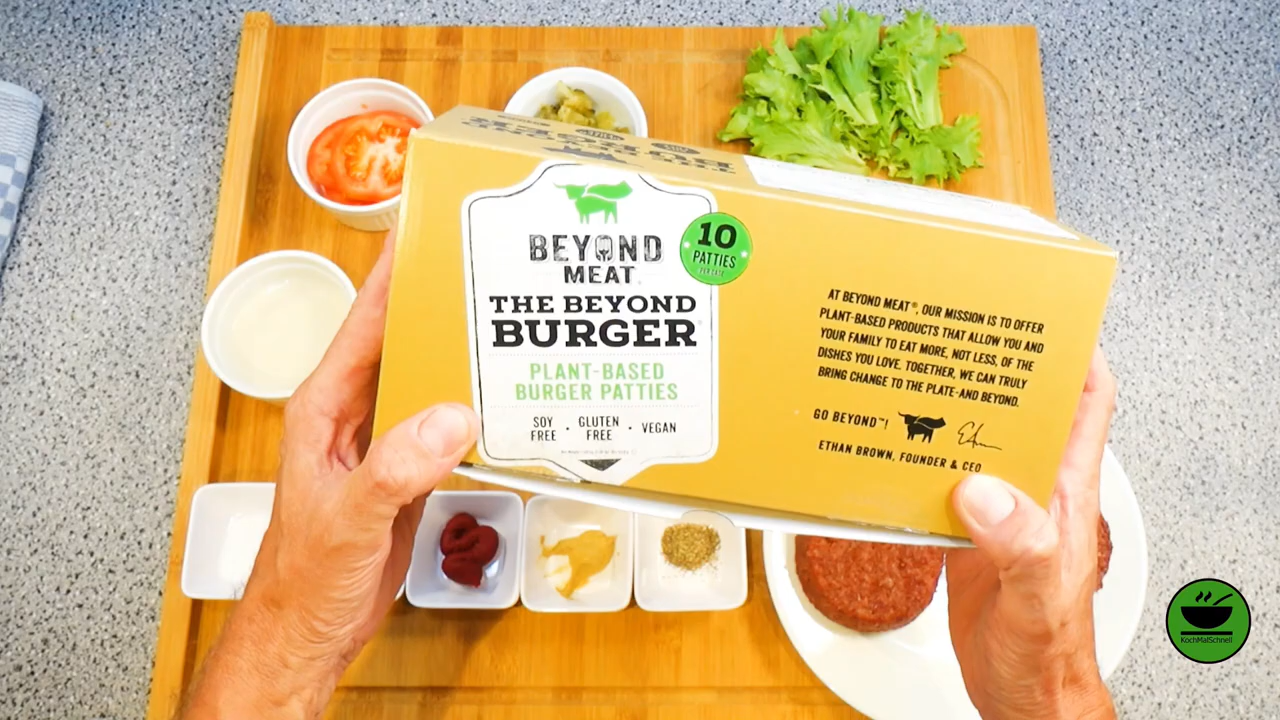 BEYOND
MEAT
THE BEYOND
BURGER
PLANT-BASED
BURGER PATTIES
SOY FREE · GLUTEN FREE · VEGAN
10
PATTIES
PER CASE
AT BEYOND MEAT®, OUR MISSION IS TO OFFER
PLANT-BASED PRODUCTS THAT ALLOW YOU AND
YOUR FAMILY TO EAT MORE, NOT LESS, OF THE
DISHES YOU LOVE. TOGETHER, WE CAN TRULY
BRING CHANGE TO THE PLATE-AND BEYOND.
GO BEYOND™!
ETHAN BROWN, FOUNDER & CEO
KochMalSchnell